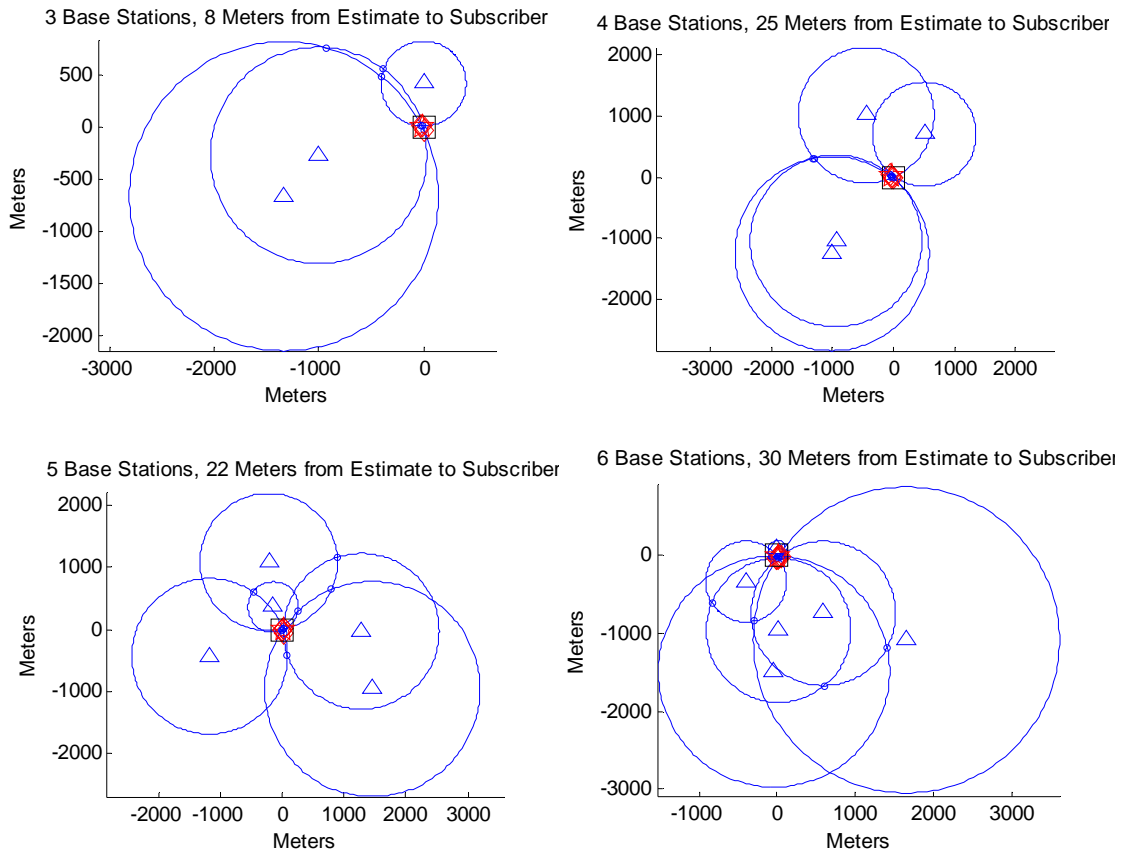 3 Base Stations, 8 Meters from Estimate to Subscriber
500
0
-500
-1000
-1500
-2000
Meters
-3000 -2000 -1000 0
Meters
4 Base Stations, 25 Meters from Estimate to Subscriber
2000
1000
0
-1000
-2000
Meters
-3000 -2000 -1000 0 1000 2000
Meters
5 Base Stations, 22 Meters from Estimate to Subscriber
2000
1000
0
-1000
-2000
Meters
-2000 -1000 0 1000 2000 3000
Meters
6 Base Stations, 30 Meters from Estimate to Subscriber
0
-1000
-2000
-3000
Meters
-1000 0 1000 2000 3000
Meters